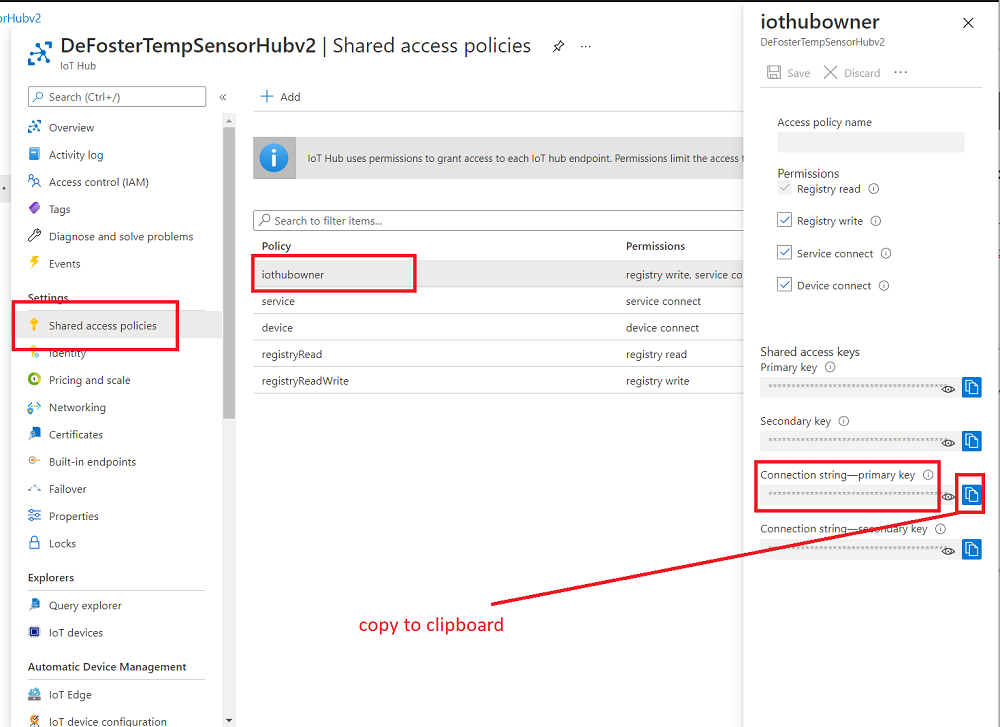 orHubv2
DeFosterTempSensorHubv2 | Shared access policies
IoT Hub
Search (Ctrl+/)
Overview
Activity log
Access control (IAM)
Tags
Diagnose and solve problems
Events
Settings
Shared access policies
Identity
Pricing and scale
Networking
Certificates
Built-in endpoints
Failover
Properties
Locks
Explorers
Query explorer
IoT devices
Automatic Device Management
IoT Edge
IoT device configuration
Add
IoT Hub uses permissions to grant access to each IoT hub endpoint. Permissions limit the access t
Search to filter items...
Policy Permissions
iothubowner registry write, service co
service service connect
device device connect
registryRead registry read
registryReadWrite registry write
copy to clipboard
iothubowner
DeFosterTempSensorHubv2
Save Discard
Access policy name
Permissions
Registry read
Registry write
Service connect
Device connect
Shared access keys
Primary key
Secondary key
Connection string—primary key
Connection string—secondary key